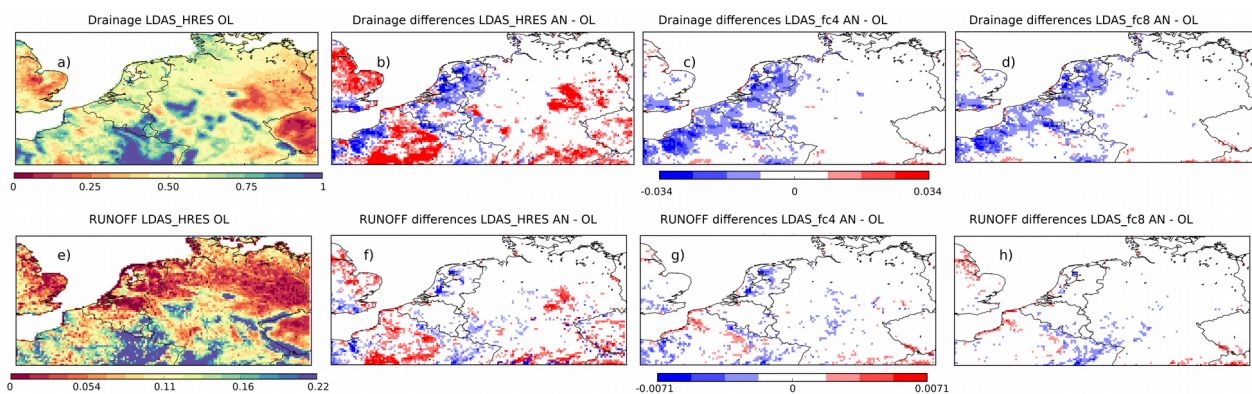 Drainage LDAS_HRES OL
Drainage differences LDAS_HRES AN - OL
Drainage differences LDAS_fc4 AN - OL
Drainage differences LDAS_fc8 AN - OL
a)
b)
c)
d)
0 0.25 0.50 0.75 1
-0.034 0 0.034
RUNOFF LDAS_HRES OL
RUNOFF differences LDAS_HRES AN - OL
RUNOFF differences LDAS_fc4 AN - OL
RUNOFF differences LDAS_fc8 AN - OL
e)
f)
g)
h)
0 0.054 0.11 0.16 0.22
-0.0071 0 0.0071